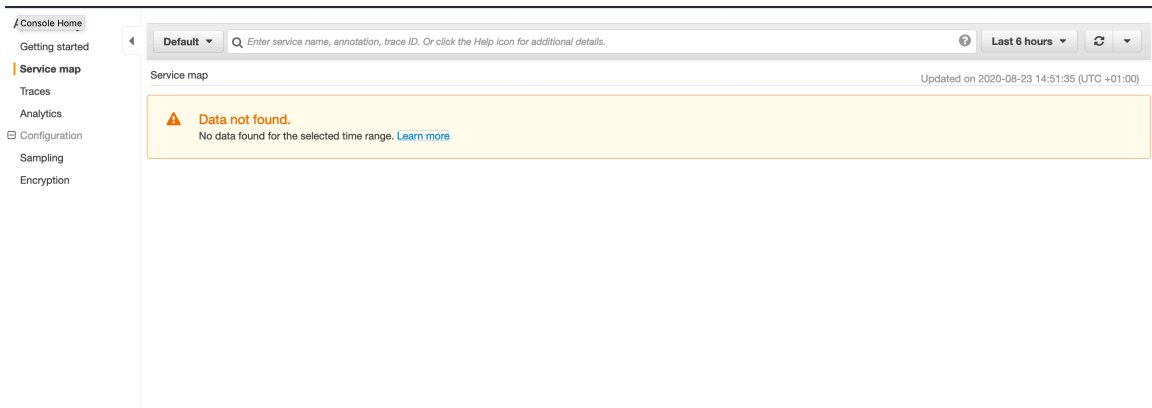 Console Home
Getting started
Service map
Traces
Analytics
Configuration
Sampling
Encryption
Default
Enter service name, annotation, trace ID. Or click the Help icon for additional details.
Last 6 hours
Service map
Updated on 2020-08-23 14:51:35 (UTC +01:00)
Data not found.
No data found for the selected time range. Learn more